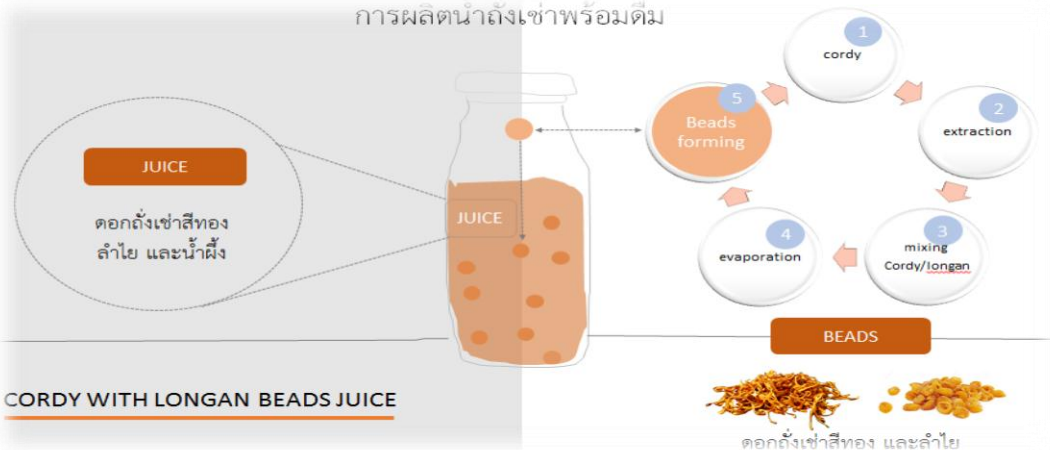 การผลิตน้ำถั่งเช่าพร้อมดื่ม
JUICE
ดอกถั่งเช่าสีทอง
ลำไย และน้ำผึ้ง
JUICE
1
cordy
2
extraction
3
mixing
Cordy/longan
4
evaporation
5
Beads
forming
BEADS
ดอกถั่งเช่าสีทอง และลำไย
CORDY WITH LONGAN BEADS JUICE